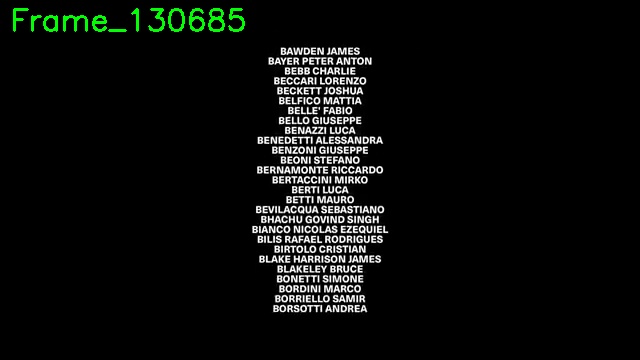 Frame_130685
BAWDEN JAMES
BAYER PETER ANTON
BEBB CHARLIE
BECCARI LORENZO
BECKETT JOSHUA
BELFICO MATTIA
BELLE' FABIO
BELLO GIUSEPPE
BENAZZI LUCA
BENEDETTI ALESSANDRA
BENZONI GIUSEPPE
BEONI STEFANO
BERNAMONTE RICCARDO
BERTACCINI MIRKO
BERTI LUCA
BETTI MAURO
BEVILACQUA SEBASTIANO
BHACHU GOVIND SINGH
BIANCO NICOLAS EZEQUIEL
BILIS RAFAEL RODRIGUES
BIRTOLO CRISTIAN
BLAKE HARRISON JAMES
BLAKELEY BRUCE
BONETTI SIMONE
BORDINI MARCO
BORRIELLO SAMIR
BORSOTTI ANDREA